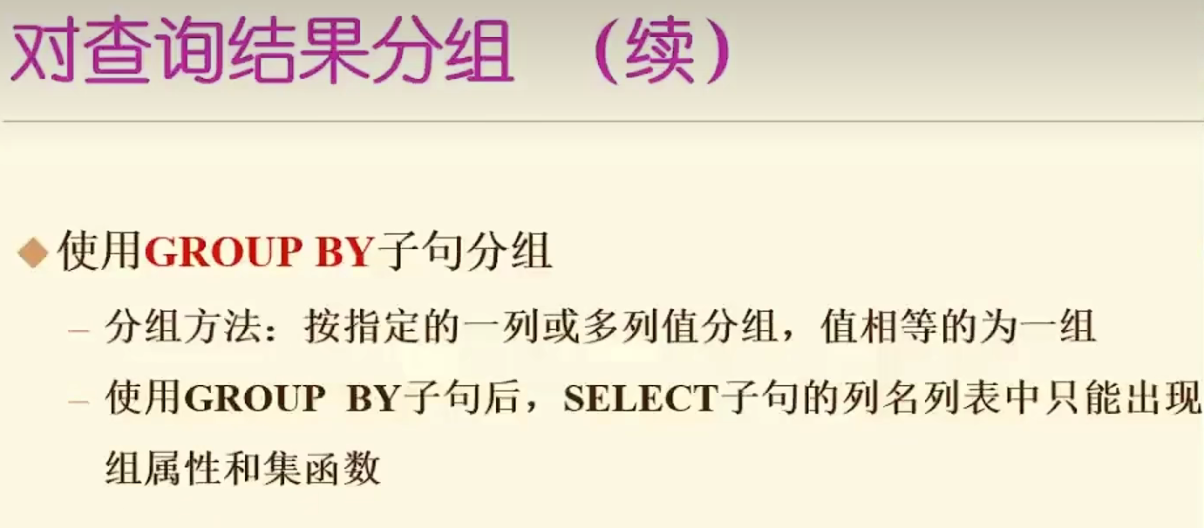 对查询结果分组 （续）
◆使用GROUP BY子句分组
– 分组方法：按指定的一列或多列值分组，值相等的为一组
– 使用GROUP BY子句后，SELECT子句的列名列表中只能出现
组属性和集函数